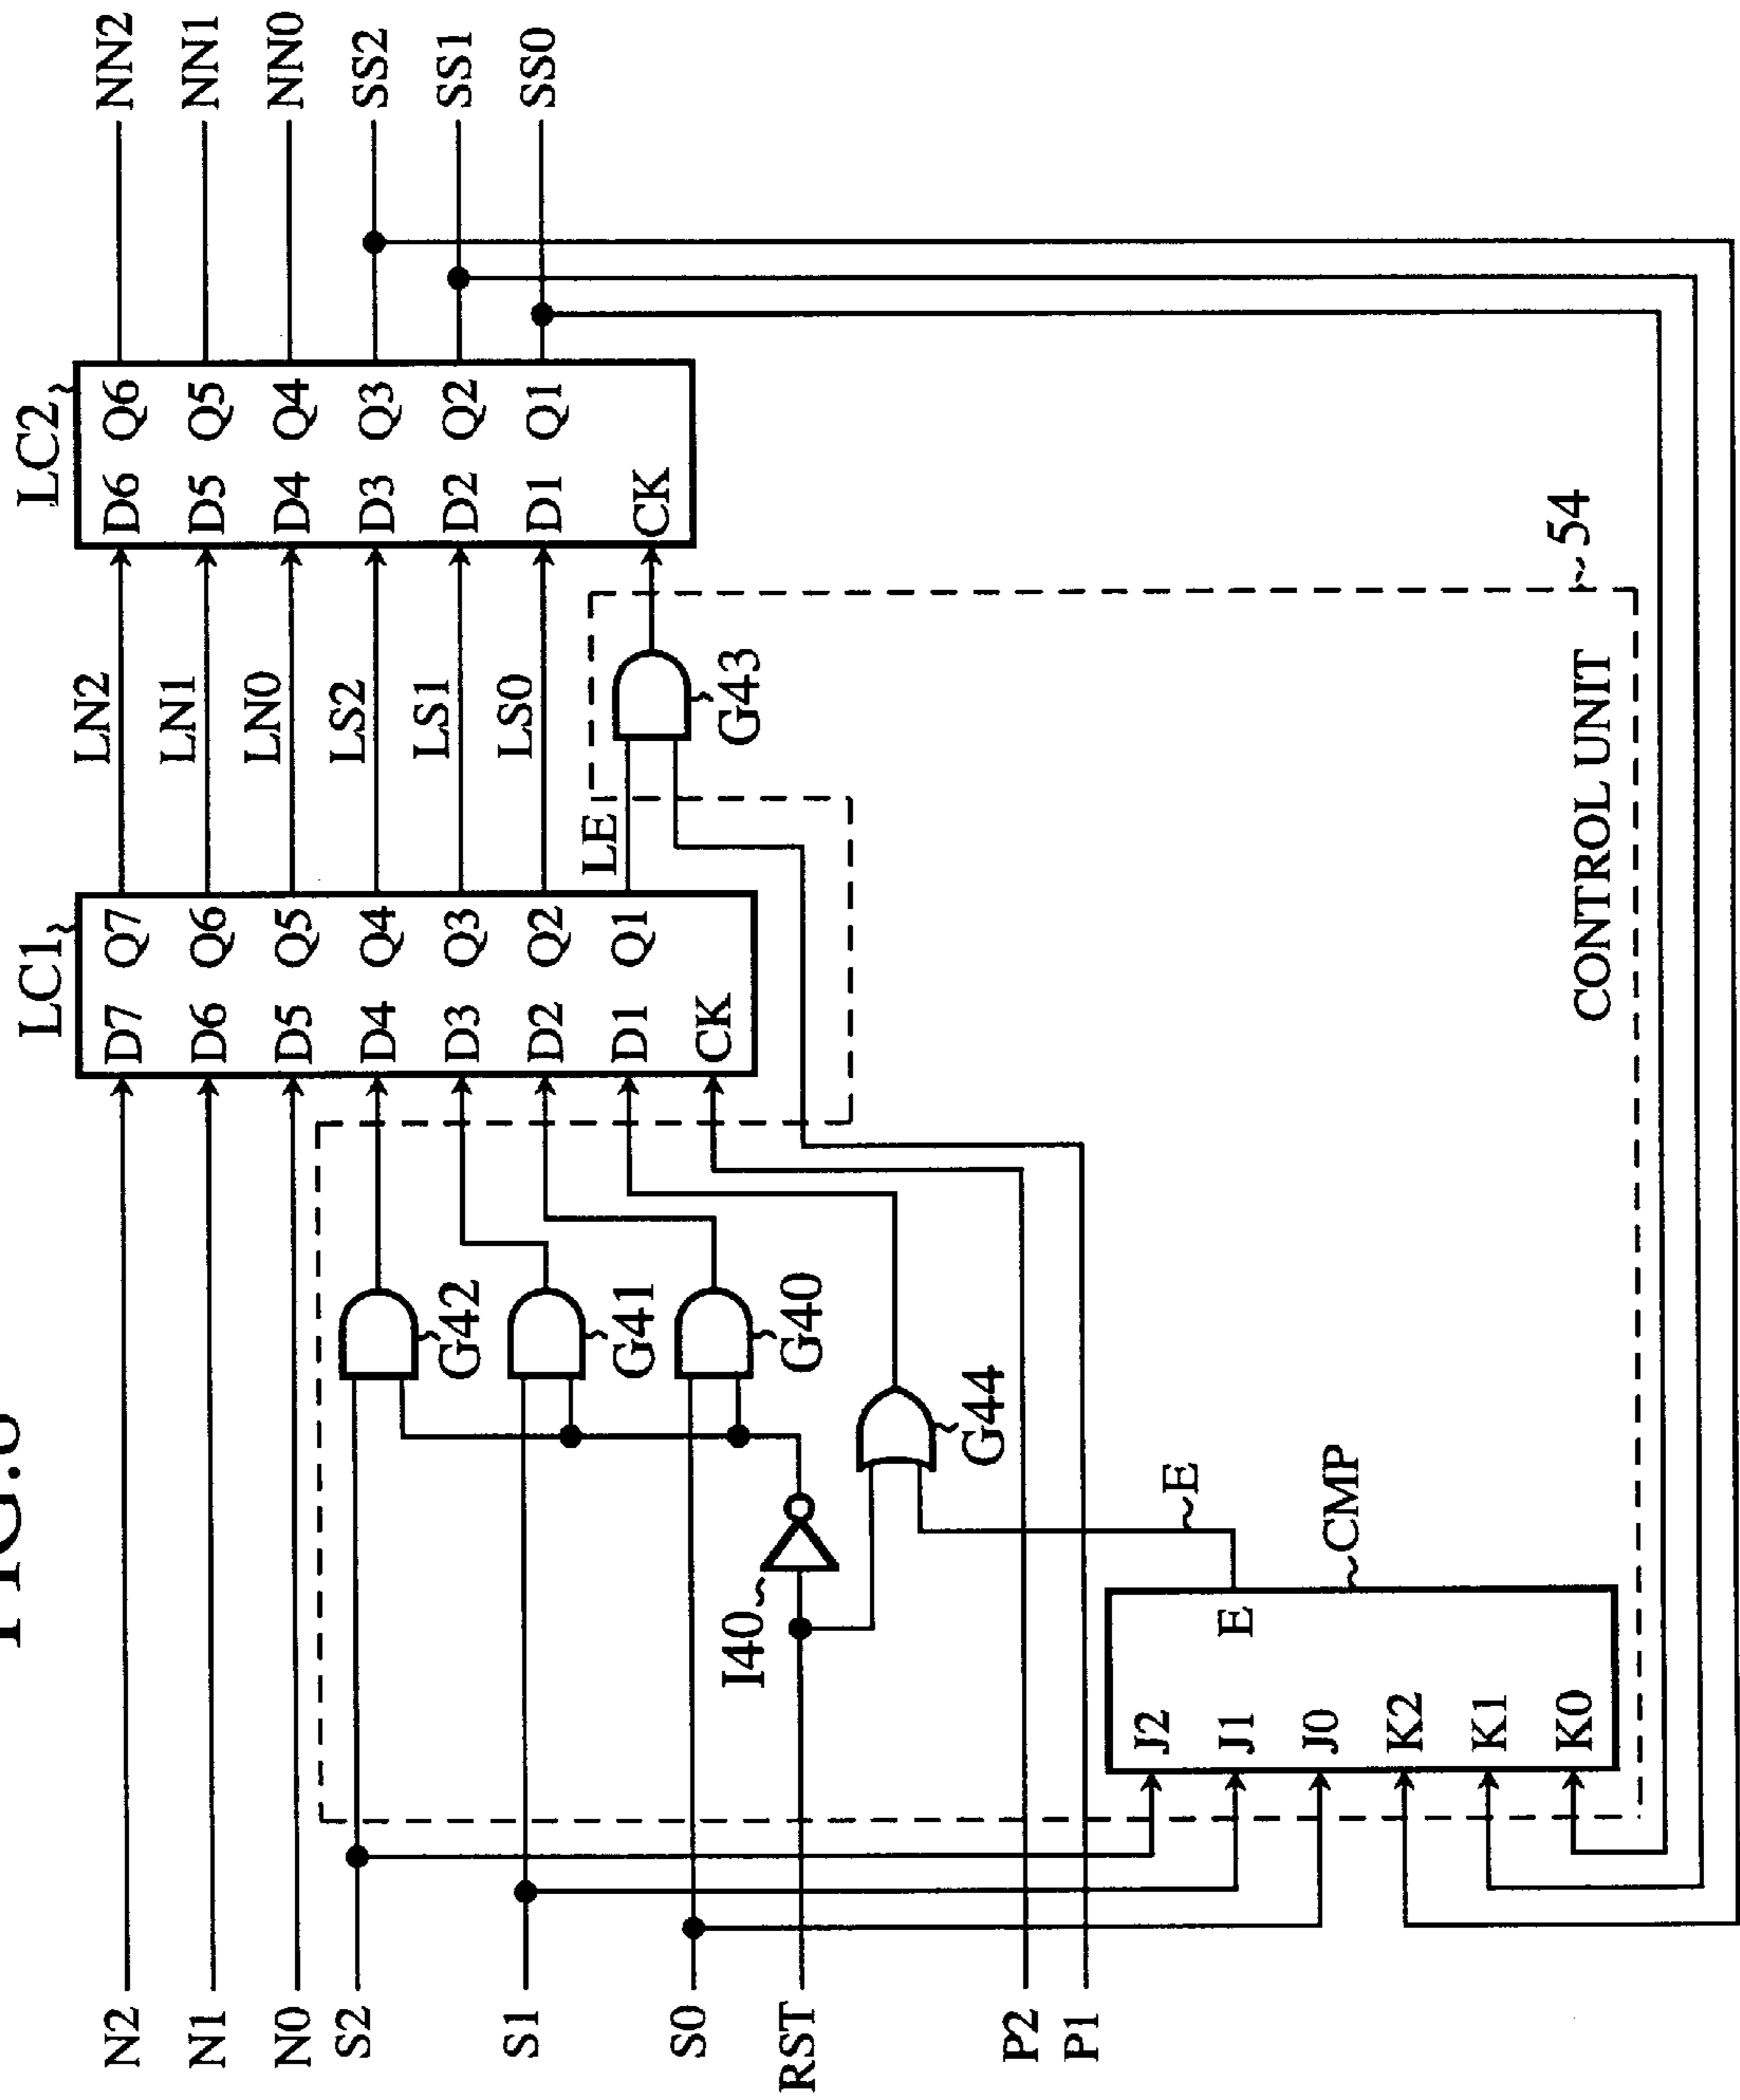 LC1
LC2
N2
D7 Q7
LN2
D6 Q6
NN2
N1
D6 Q6
LN1
D5 Q5
NN1
N0
D5 Q5
LN0
D4 Q4
NN0
S2
G42
D4 Q4
LS2
D3 Q3
SS2
S1
G41
D3 Q3
LS1
D2 Q2
SS1
S0
G40
D2 Q2
LS0
D1 Q1
SS0
D1 Q1
LE
CK
CK
G43
RST
I40
G44
P2
P1
E
J2
J1 E
J0
K2
K1
K0
CMP
CONTROL UNIT
54